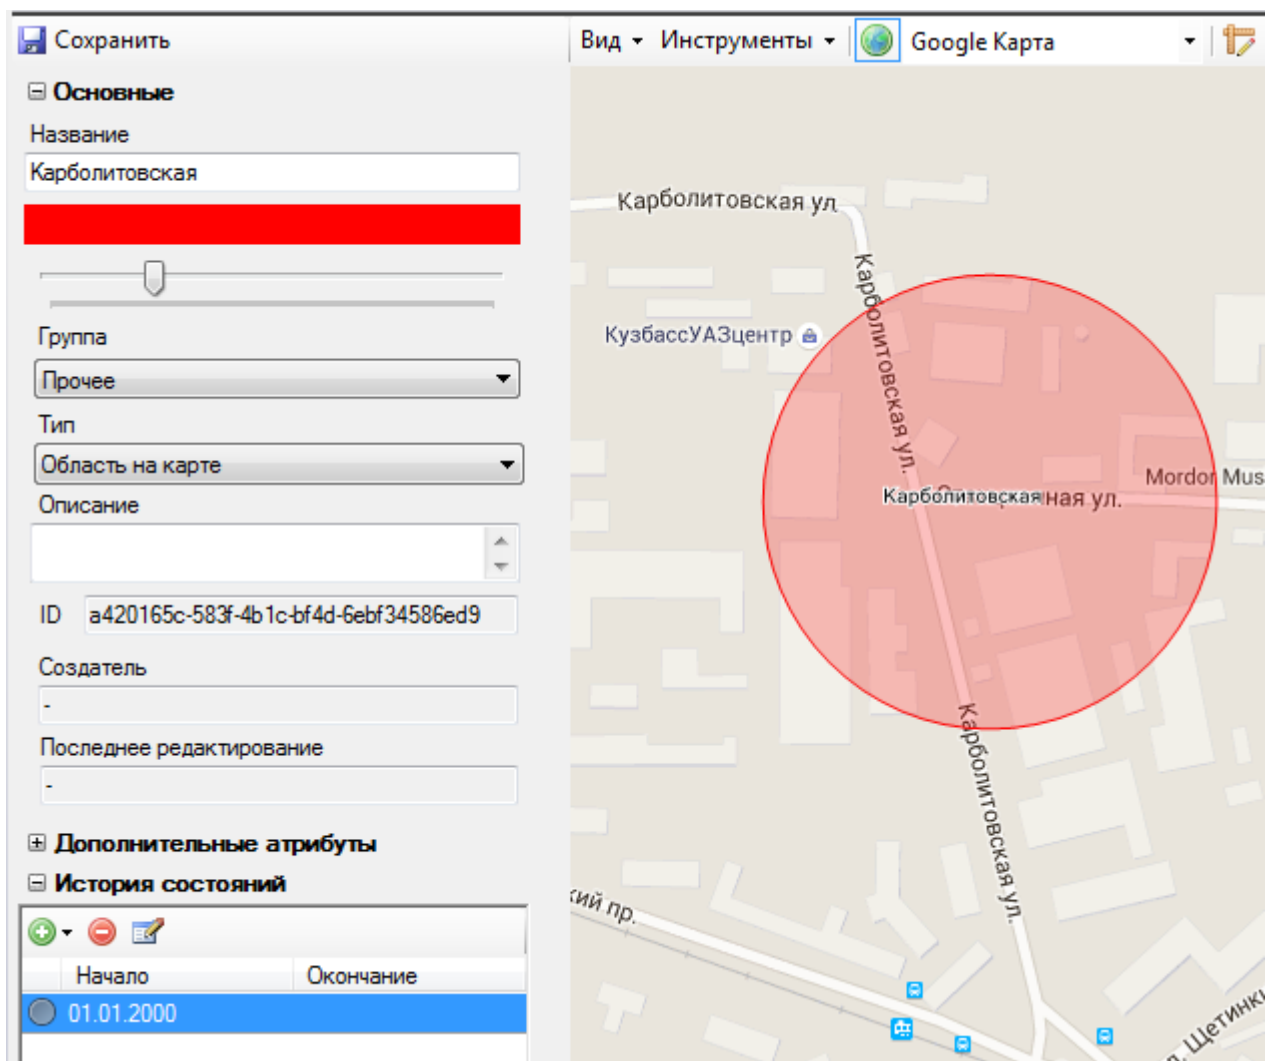 Сохранить
Вид
Инструменты
Google Карта
Основные
Название
Карболитовская
Группа
Прочее
Тип
Область на карте
Описание
ID
a420165c-583f-4b1c-bf4d-6ebf34586ed9
Создатель
-
Последнее редактирование
-
Дополнительные атрибуты
История состояний
Начало
Окончание
01.01.2000
Карболитовская ул
Карболитовская ул.
КузбассУАЗцентр
Mordor Mus
Карболитовская
ная ул.
Карболитовская ул.
кий пр.
л. Щетинки